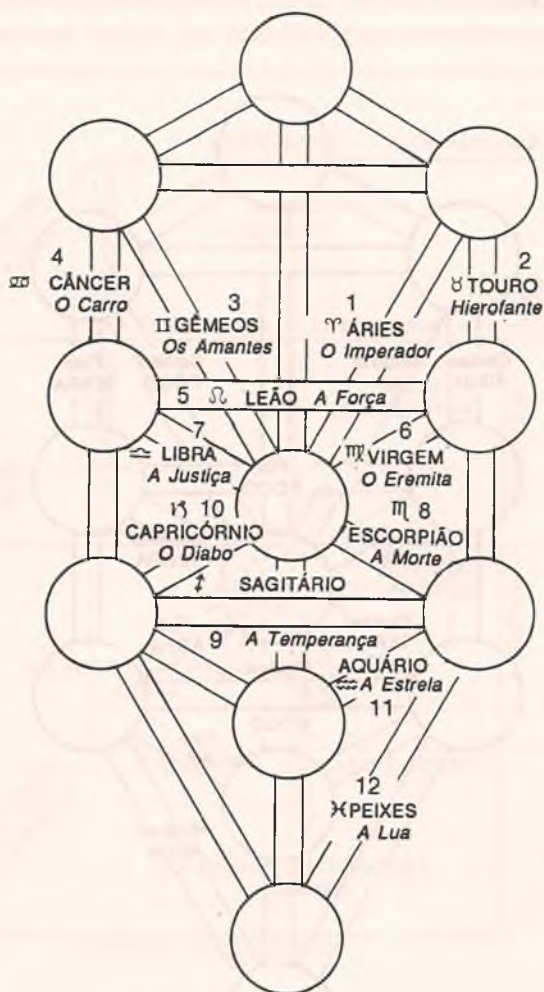 4
♋ CÂNCER
O Carro
2
♉ TOURO
Hierofante
3
♊ GÊMEOS
Os Amantes
1
♈ ÁRIES
O Imperador
5 ♌ LEÃO A Força
7
♎ LIBRA
A Justiça
6
♍ VIRGEM
O Eremita
♑ 10
CAPRICÓRNIO
O Diabo
♏ 8
ESCORPIÃO
A Morte
♐ SAGITÁRIO
9 A Temperança
AQUÁRIO
♒ A Estrela
11
12
♓ PEIXES
A Lua